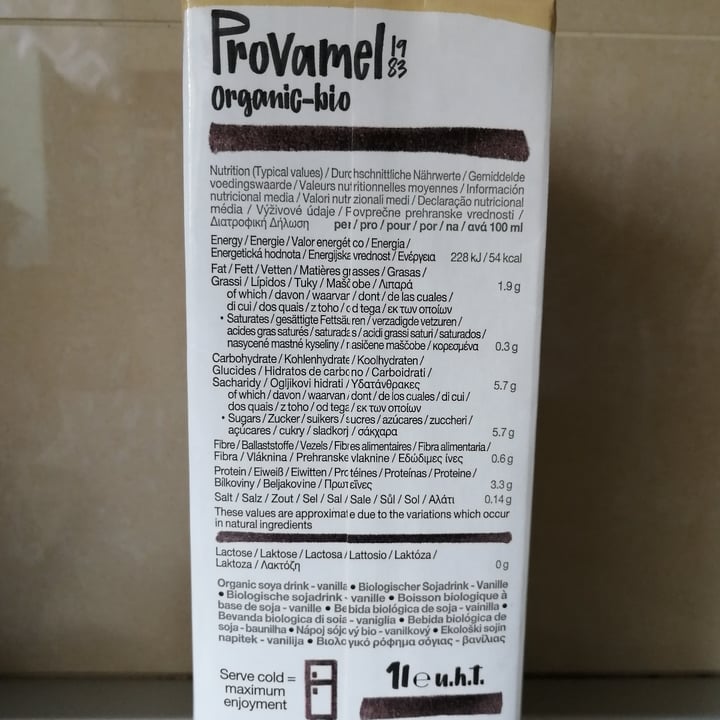 Provamel 19
83
Organic-bio
Nutrition (Typical values) / Durchschnittliche Nährwerte / Gemiddelde
voedingswaarde / Valeurs nutritionnelles moyennes / Información
nutricional media / Valori nutrizionali medi / Declaração nutricional
média / Výživové údaje / Povprečne prehranske vrednosti /
Διατροφική Δήλωση per / pro / pour / por / na / ανά 100 ml
Energy / Energie / Valor energético / Energia /
Energetická hodnota / Energijska vrednost / Ενέργεια 228 kJ / 54 kcal
Fat / Fett / Vetten / Matières grasses / Grasas /
Grassi / Lípidos / Tuky / Maščobe / Λιπαρά 1.9 g
of which / davon / waarvan / dont / de las cuales /
di cui / dos quais / z toho / od tega / εκ των οποίων
• Saturates / gesättigte Fettsäuren / verzadigde vetzuren /
acides gras saturés / saturadas / acidi grassi saturi / saturados /
nasycené mastné kyseliny / nasičene maščobe / κορεσμένα 0.3 g
Carbohydrate / Kohlenhydrate / Koolhydraten /
Glucides / Hidratos de carbono / Carboidrati /
Sacharidy / Ogljikovi hidrati / Υδατάνθρακες 5.7 g
of which / davon / waarvan / dont / de los cuales / di cui /
dos quais / z toho / od tega / εκ των οποίων
• Sugars / Zucker / suikers / sucres / azúcares / zuccheri /
açúcares / cukry / sladkorji / σάκχαρα 5.7 g
Fibre / Ballaststoffe / Vezels / Fibres alimentaires / Fibra alimentaria /
Fibra / Vláknina / Prehranske vlaknine / Εδώδιμες ίνες 0.6 g
Protein / Eiweiß / Eiwitten / Protéines / Proteínas / Proteine /
Bílkoviny / Beljakovine / Πρωτεΐνες 3.3 g
Salt / Salz / Zout / Sel / Sal / Sale / Sůl / Sol / Αλάτι 0.14 g
These values are approximate due to the variations which occur
in natural ingredients
Lactose / Laktose / Lactosa / Lattosio / Laktóza /
Laktoza / Λακτόζη 0 g
Organic soya drink - vanilla • Biologischer Sojadrink - Vanille
• Biologische sojadrink - vanille • Boisson biologique à
base de soja - vanille • Bebida biológica de soja - vainilla •
Bevanda biologica di soia - vaniglia • Bebida biológica de
soja - baunilha • Nápoj sójový bio - vanilkový • Ekološki sojin
napitek - vanilija • Βιολογικό ρόφημα σόγιας - βανίλιας
Serve cold =
maximum
enjoyment
1l e u.h.t.